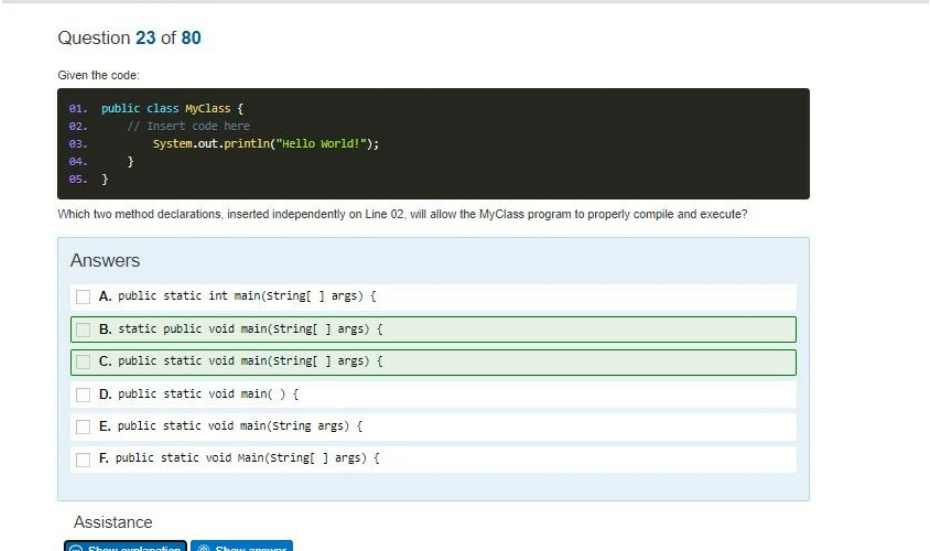 Question 23 of 80
Given the code:
01. public class MyClass {
02. // Insert code here
03. System.out.println("Hello World!");
04. }
05. }
Which two method declarations, inserted independently on Line 02, will allow the MyClass program to properly compile and execute?
Answers
A. public static int main(String[ ] args) {
B. static public void main(String[ ] args) {
C. public static void main(String[ ] args) {
D. public static void main( ) {
E. public static void main(String args) {
F. public static void Main(String[ ] args) {
Assistance
Show explanation Show answer